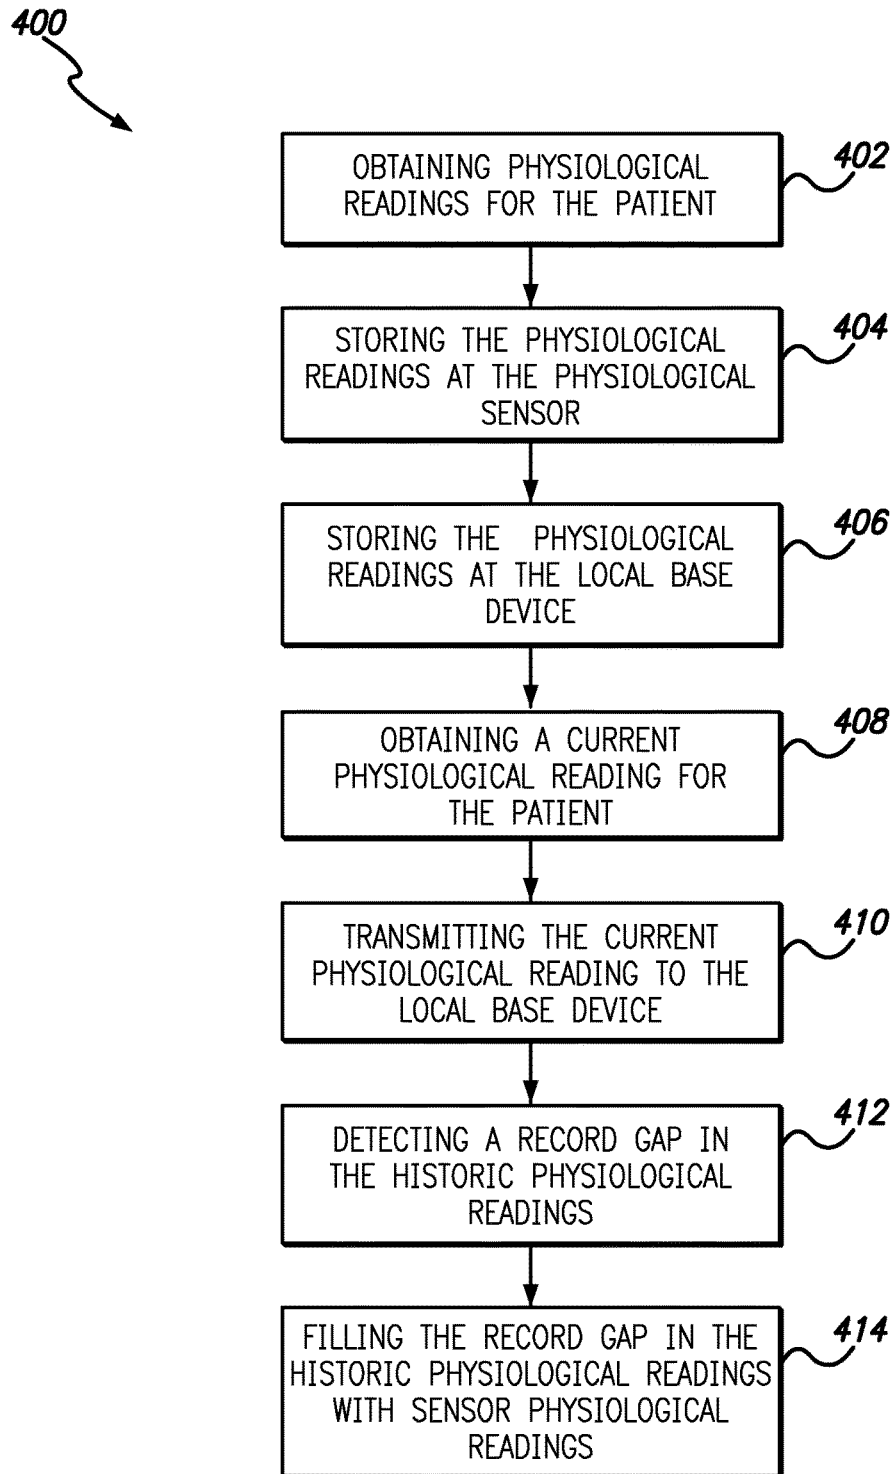 400
OBTAINING PHYSIOLOGICAL
READINGS FOR THE PATIENT
402
STORING THE PHYSIOLOGICAL
READINGS AT THE PHYSIOLOGICAL
SENSOR
404
STORING THE PHYSIOLOGICAL
READINGS AT THE LOCAL BASE
DEVICE
406
OBTAINING A CURRENT
PHYSIOLOGICAL READING FOR
THE PATIENT
408
TRANSMITTING THE CURRENT
PHYSIOLOGICAL READING TO THE
LOCAL BASE DEVICE
410
DETECTING A RECORD GAP IN
THE HISTORIC PHYSIOLOGICAL
READINGS
412
FILLING THE RECORD GAP IN THE
HISTORIC PHYSIOLOGICAL READINGS
WITH SENSOR PHYSIOLOGICAL
READINGS
414